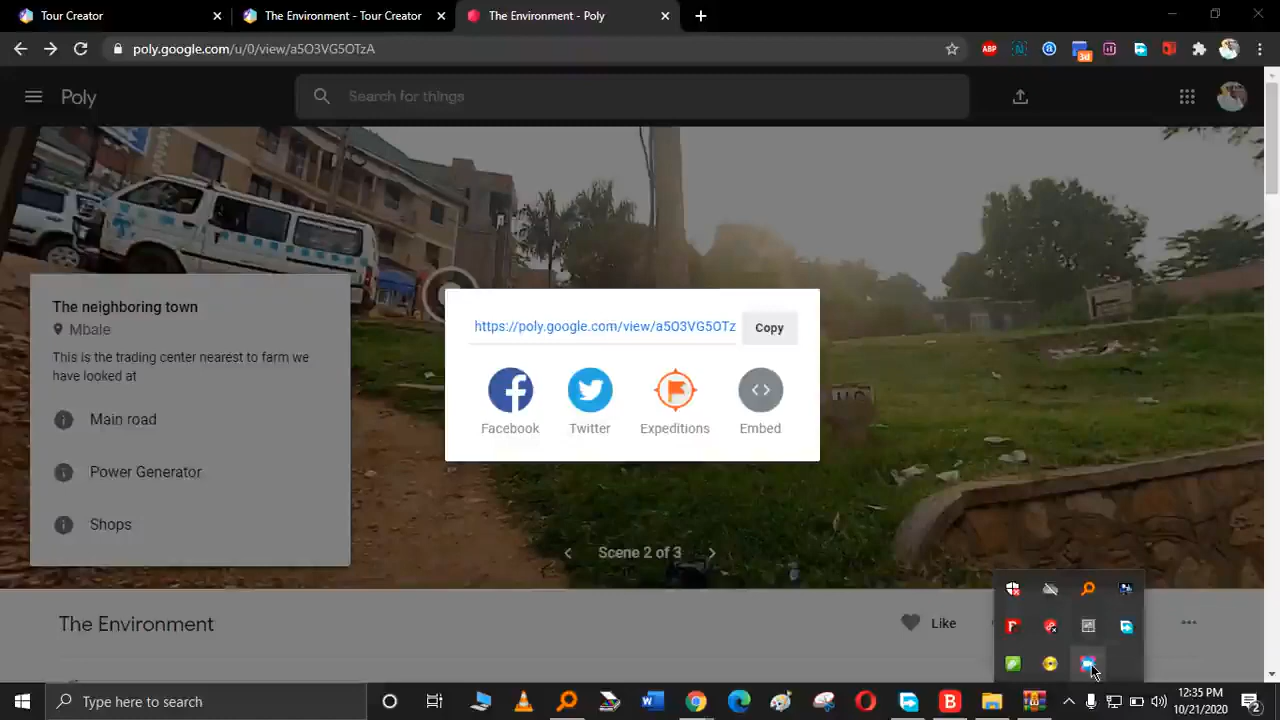 Tour Creator
The Environment - Tour Creator
The Environment - Poly
poly.google.com/u/0/view/a5O3VG5OTzA
ABP
3d
Poly
Search for things
The neighboring town
Mbale
This is the trading center nearest to farm we
have looked at
Main road
Power Generator
Shops
https://poly.google.com/view/a5O3VG5OTz
Copy
Facebook
Twitter
Expeditions
Embed
Scene 2 of 3
The Environment
Like
Type here to search
12:35 PM
10/21/2020
2